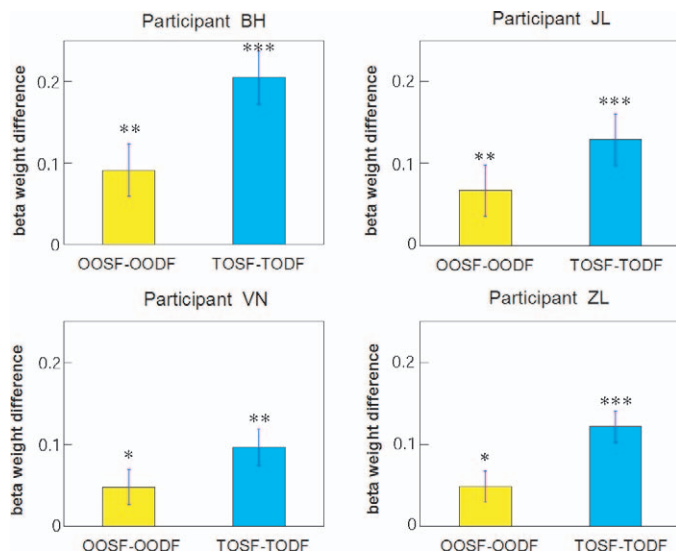 Participant BH
***
**
beta weight difference
0.2
0.1
0
OOSF-OODF
TOSF-TODF
Participant JL
***
**
beta weight difference
0.2
0.1
0
OOSF-OODF
TOSF-TODF
Participant VN
**
*
beta weight difference
0.2
0.1
0
OOSF-OODF
TOSF-TODF
Participant ZL
***
*
beta weight difference
0.2
0.1
0
OOSF-OODF
TOSF-TODF